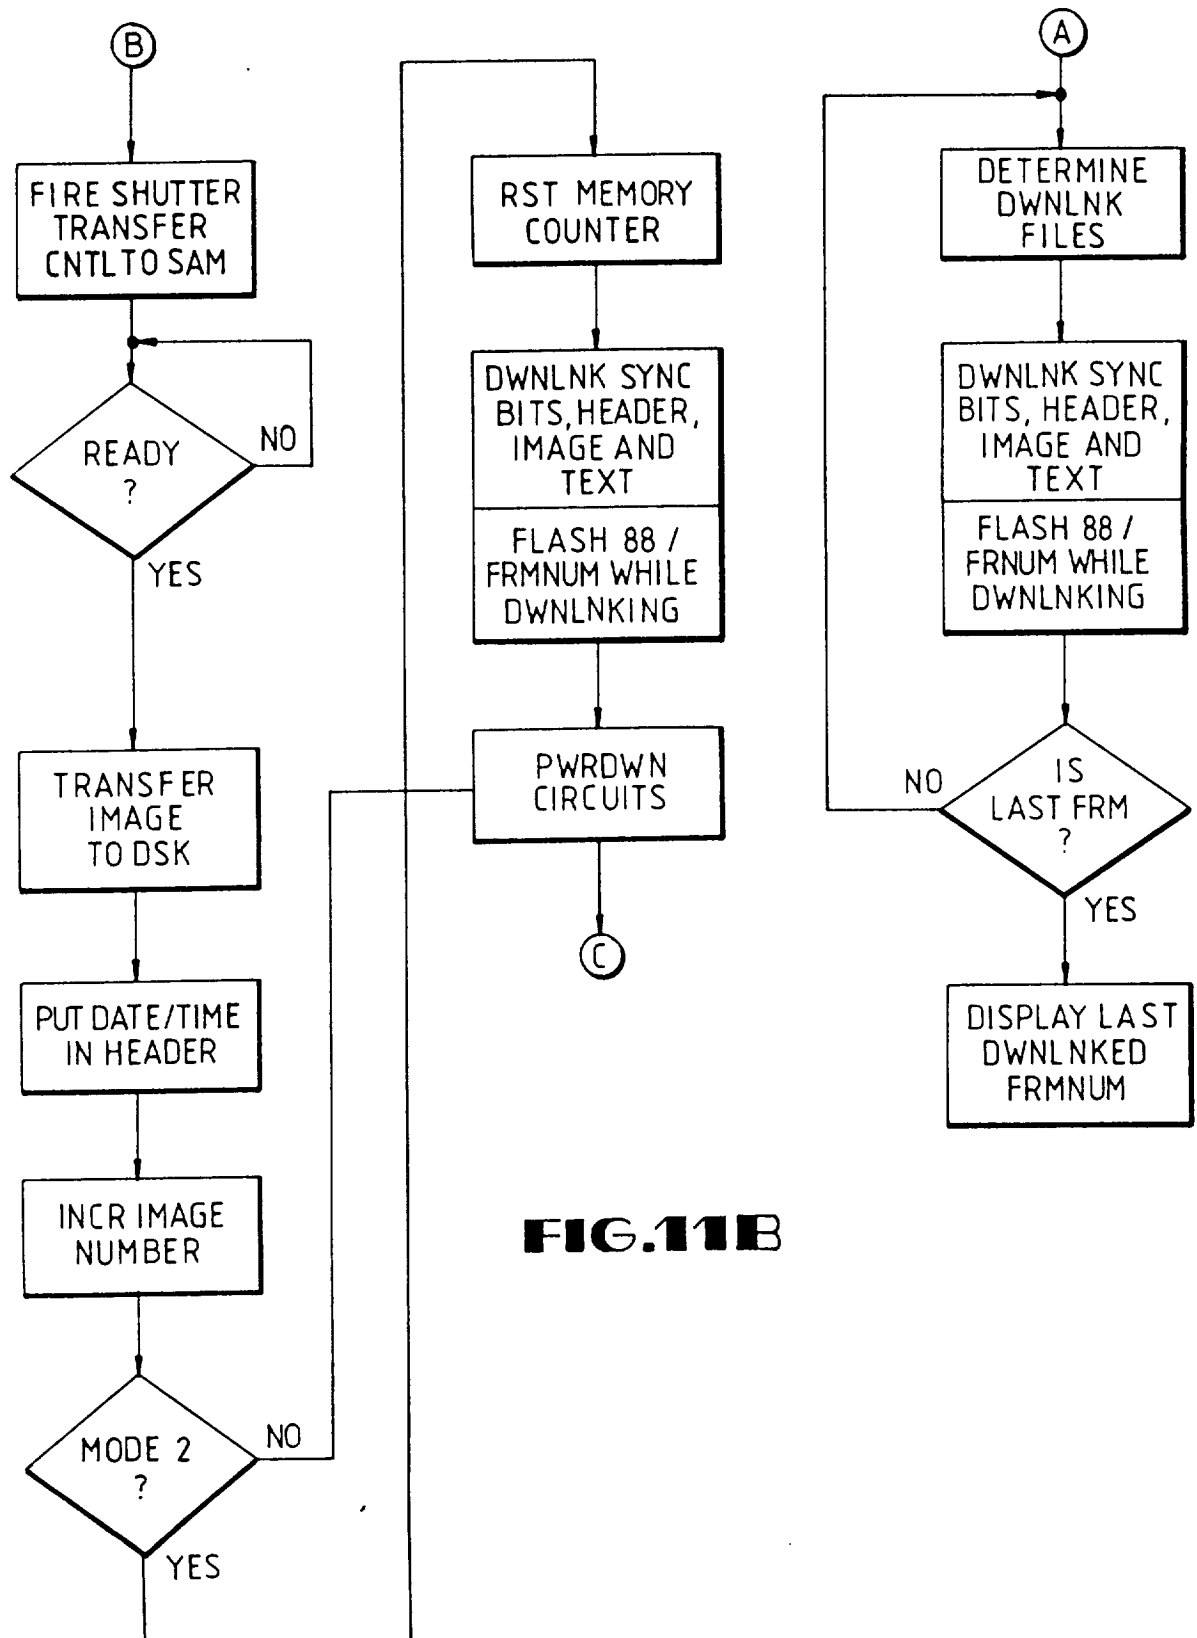 B
FIRE SHUTTER
TRANSFER
CNTL TO SAM
READY
?
NO
YES
TRANSFER
IMAGE
TO DSK
PUT DATE/TIME
IN HEADER
INCR IMAGE
NUMBER
MODE 2
?
NO
YES
RST MEMORY
COUNTER
DWNLNK SYNC
BITS, HEADER,
IMAGE AND
TEXT
FLASH 88 /
FRMNUM WHILE
DWNLNKING
PWRDWN
CIRCUITS
C
A
DETERMINE
DWNLNK
FILES
DWNLNK SYNC
BITS, HEADER,
IMAGE AND
TEXT
FLASH 88 /
FRNUM WHILE
DWNLNKING
IS
LAST FRM
?
NO
YES
DISPLAY LAST
DWNLNKED
FRMNUM
FIG.11B